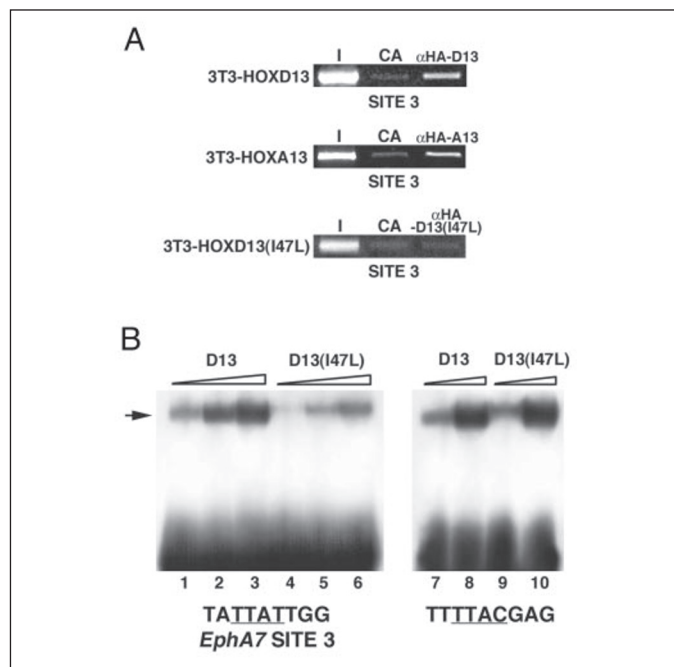 A
I CA αHA-D13
3T3-HOXD13
SITE 3
I CA αHA-A13
3T3-HOXA13
SITE 3
αHA
I CA -D13(I47L)
3T3-HOXD13(I47L)
SITE 3
B
D13 D13(I47L) D13 D13(I47L)
1 2 3 4 5 6 7 8 9 10
TATTATTGG TTTTACGAG
EphA7 SITE 3